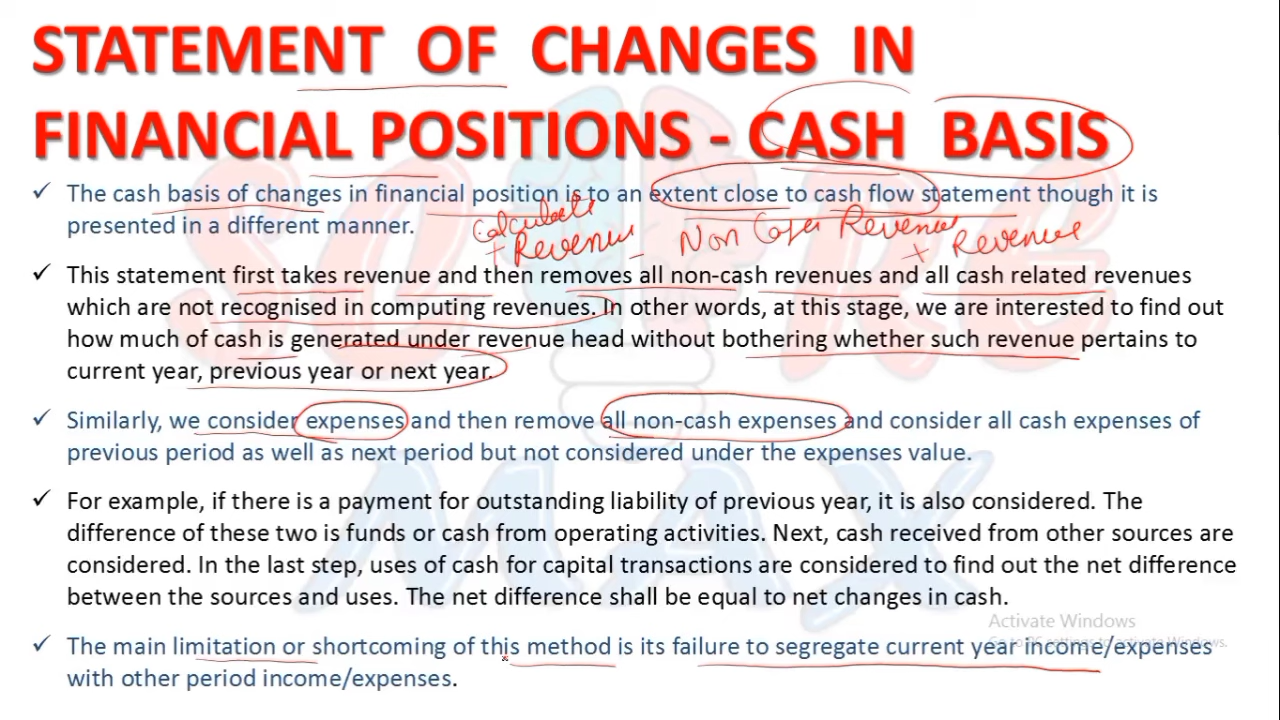 STATEMENT OF CHANGES IN
FINANCIAL POSITIONS - CASH BASIS
✓ The cash basis of changes in financial position is to an extent close to cash flow statement though it is
presented in a different manner.
Calculate
+ Revenue - Non Cash Revenue + Revenue
✓ This statement first takes revenue and then removes all non-cash revenues and all cash related revenues
which are not recognised in computing revenues. In other words, at this stage, we are interested to find out
how much of cash is generated under revenue head without bothering whether such revenue pertains to
current year, previous year or next year.
✓ Similarly, we consider expenses and then remove all non-cash expenses and consider all cash expenses of
previous period as well as next period but not considered under the expenses value.
✓ For example, if there is a payment for outstanding liability of previous year, it is also considered. The
difference of these two is funds or cash from operating activities. Next, cash received from other sources are
considered. In the last step, uses of cash for capital transactions are considered to find out the net difference
between the sources and uses. The net difference shall be equal to net changes in cash.
Activate Windows
Go to PC settings to activate Windows.
✓ The main limitation or shortcoming of this method is its failure to segregate current year income/expenses
with other period income/expenses.